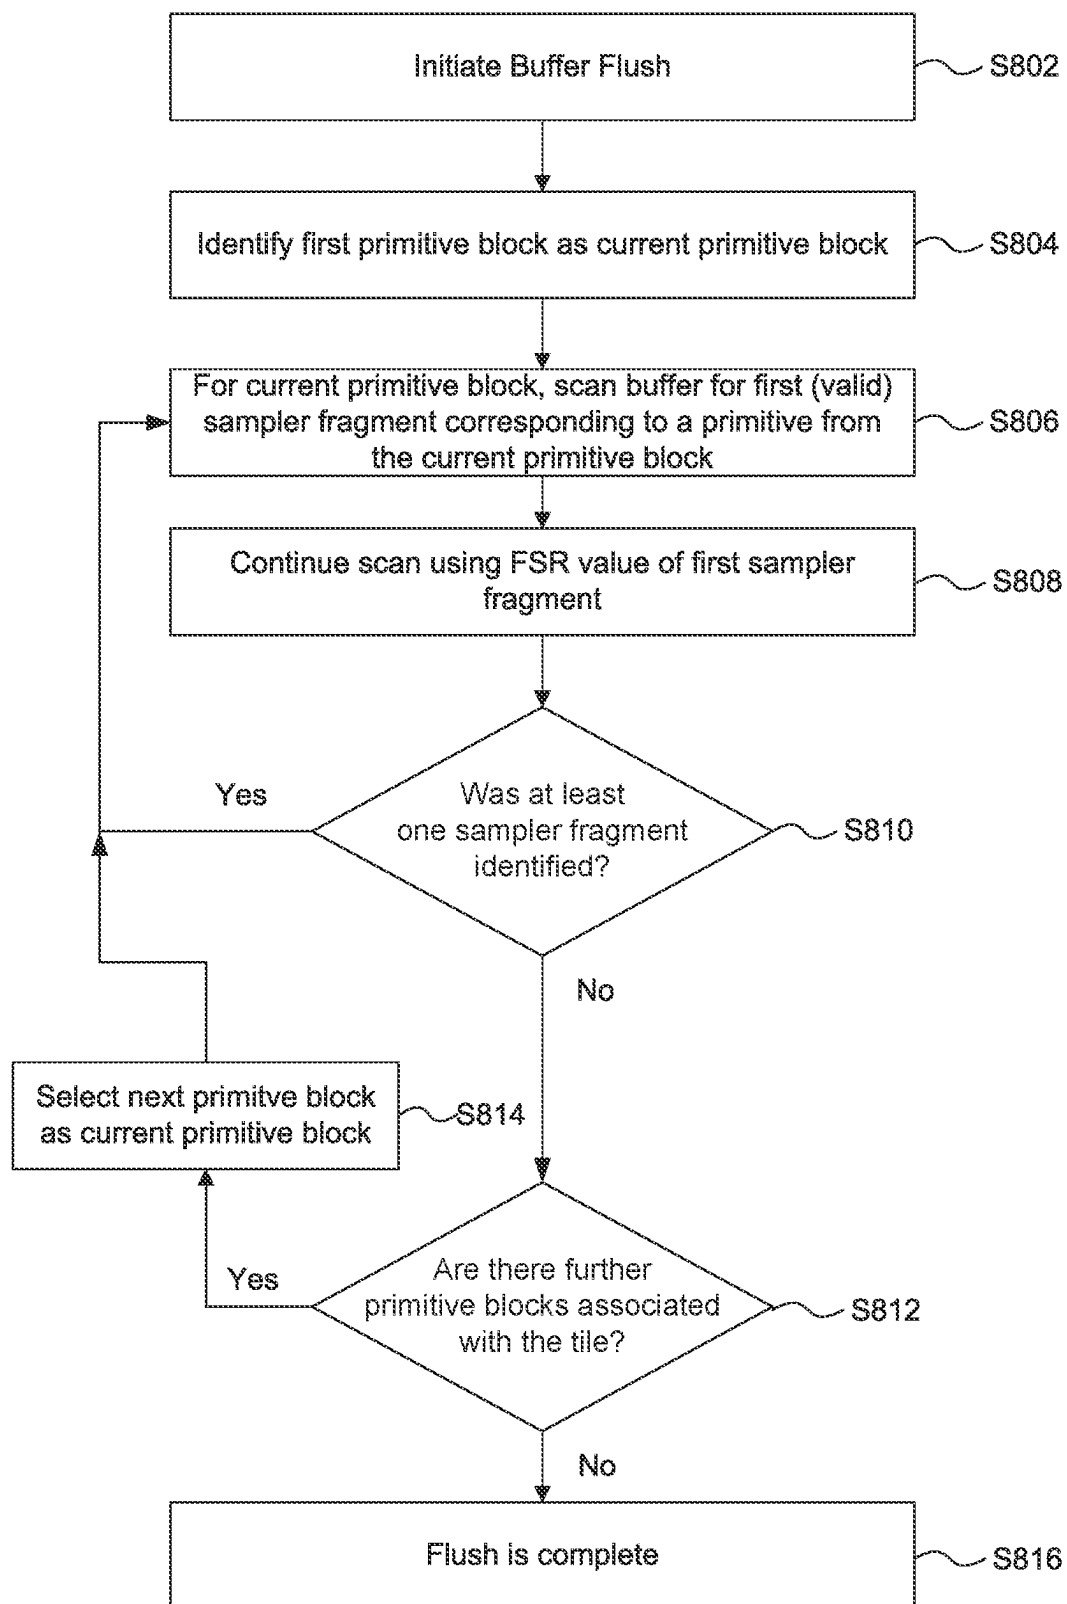 Initiate Buffer Flush
S802
Identify first primitive block as current primitive block
S804
For current primitive block, scan buffer for first (valid)
sampler fragment corresponding to a primitive from
the current primitive block
S806
Continue scan using FSR value of first sampler
fragment
S808
Yes
Was at least
one sampler fragment
identified?
S810
No
Select next primitve block
as current primitive block
S814
Yes
Are there further
primitive blocks associated
with the tile?
S812
No
Flush is complete
S816